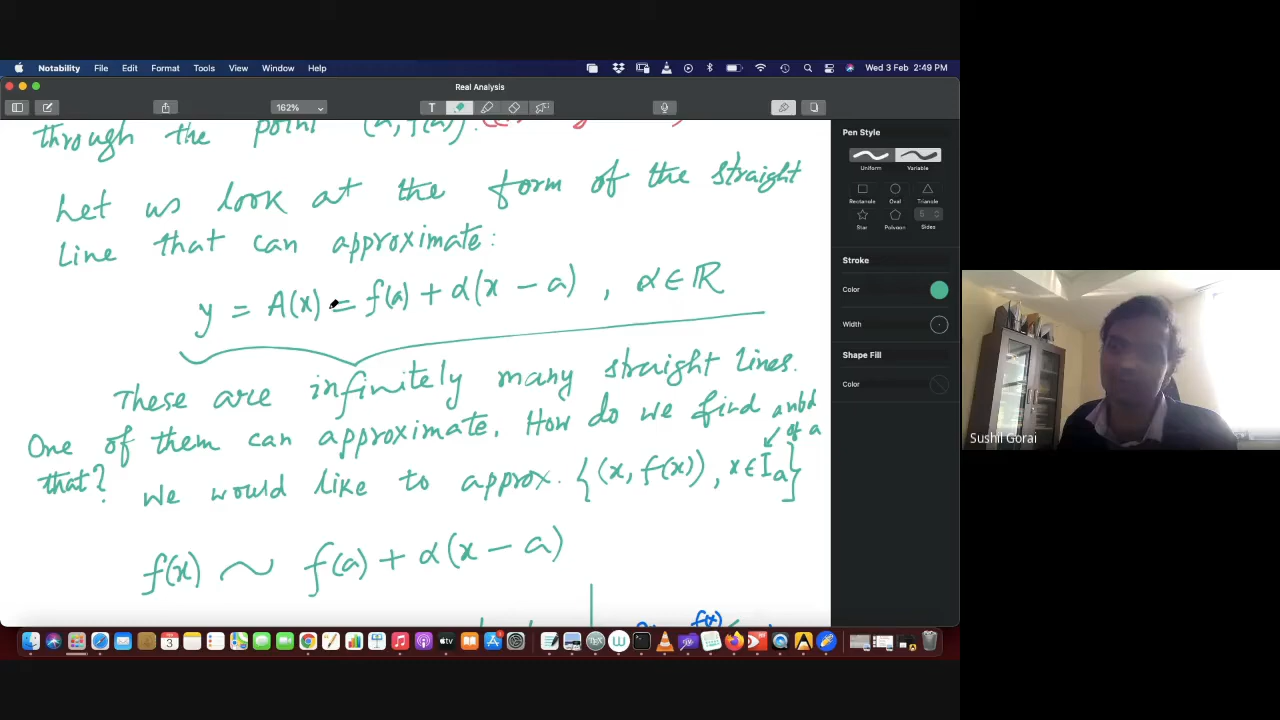 Notability File Edit Format Tools View Window Help Wed 3 Feb 2:49 PM
Real Analysis
162%
T
through the point (a, f(a)).
Let us look at the form of the straight
line that can approximate:
y = A(x) = f(a) + α(x - a) , α ∈ ℝ
These are infinitely many straight lines.
One of them can approximate. How do we find
that?
a nbd
of a
We would like to approx. {(x, f(x)), x ∈ I_a}
f(x) ~ f(a) + α(x - a)
f(x)
Pen Style
Uniform Variable
Rectangle Oval Triangle
Star Polygon Sides
Stroke
Color
Width
Shape Fill
Color
Sushil Gorai